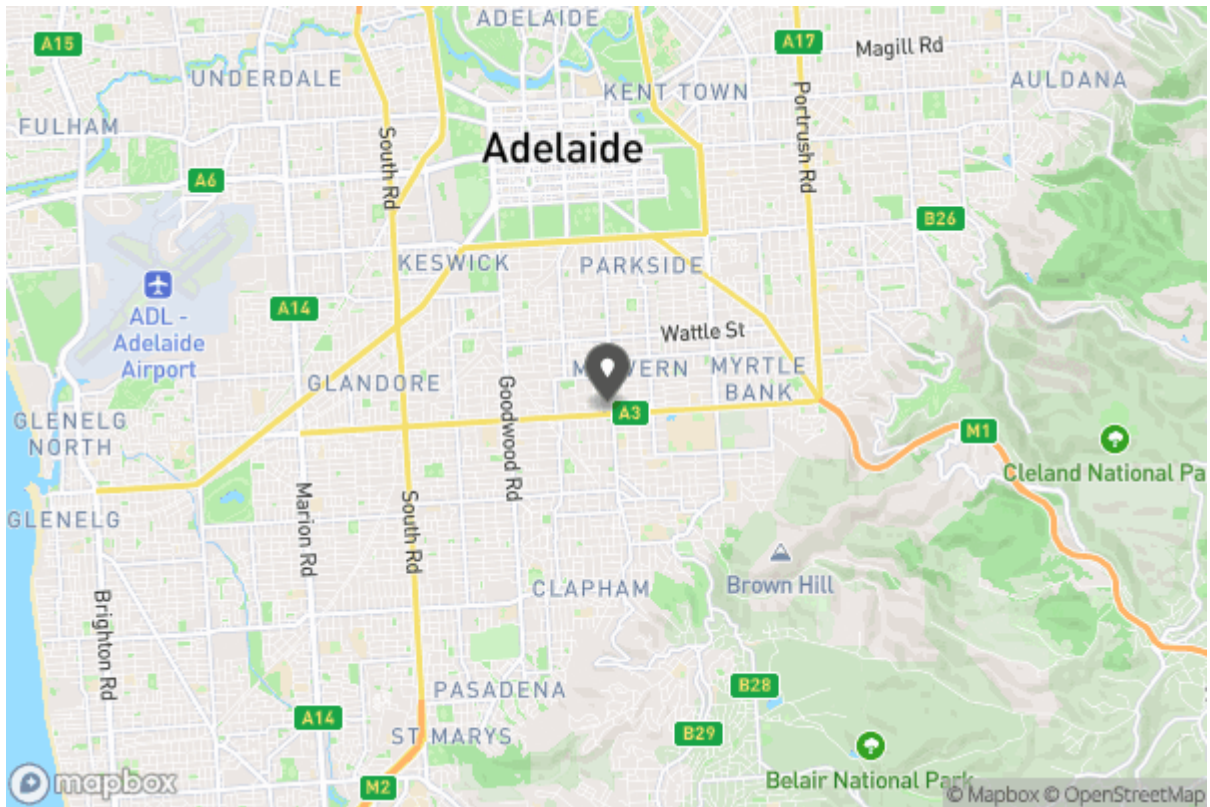 ADELAIDE
A15
A17
Magill Rd
UNDERDALE
KENT TOWN
AULDANA
FULHAM
South Rd
Adelaide
Portrush Rd
A6
B26
KESWICK
PARKSIDE
ADL -
Adelaide
Airport
A14
Wattle St
GLANDORE
MYRTLE
BANK
Goodwood Rd
A3
GLENELG
NORTH
M1
Cleland National Pa
Marion Rd
South Rd
GLENELG
CLAPHAM
Brown Hill
Brighton Rd
PASADENA
B28
A14
ST MARYS
B29
M2
Belair National Park
mapbox
© Mapbox © OpenStreetMap